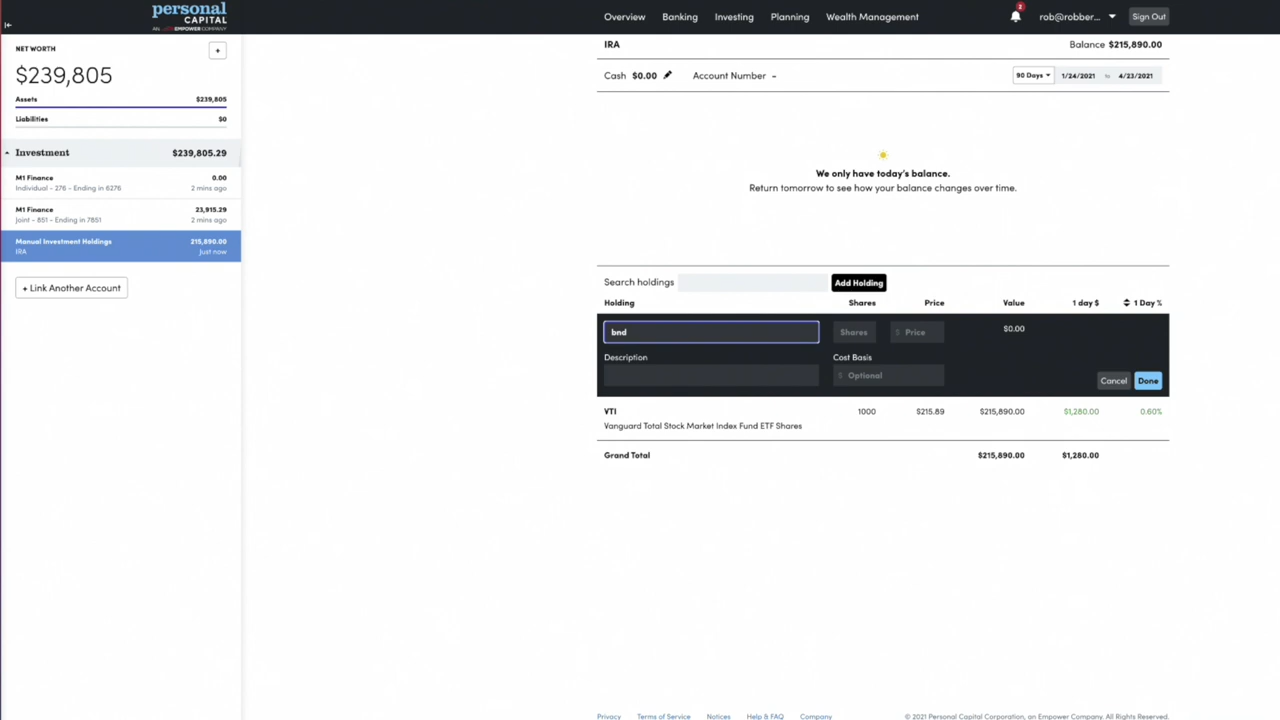 personal
CAPITAL
AN EMPOWER COMPANY
Overview Banking Investing Planning Wealth Management
2
rob@robber...
Sign Out
NET WORTH
+
$239,805
Assets $239,805
Liabilities $0
Investment $239,805.29
M1 Finance 0.00
Individual - 276 - Ending in 6276 2 mins ago
M1 Finance 23,915.29
Joint - 851 - Ending in 7851 2 mins ago
Manual Investment Holdings 215,890.00
IRA Just now
+ Link Another Account
IRA Balance $215,890.00
Cash $0.00 Account Number - 90 Days 1/24/2021 to 4/23/2021
We only have today's balance.
Return tomorrow to see how your balance changes over time.
Search holdings Add Holding
Holding Shares Price Value 1 day $ 1 Day %
bnd Shares $ Price $0.00
Description Cost Basis
$ Optional Cancel Done
VTI 1000 $215.89 $215,890.00 $1,280.00 0.60%
Vanguard Total Stock Market Index Fund ETF Shares
Grand Total $215,890.00 $1,280.00
Privacy Terms of Service Notices Help & FAQ Company © 2021 Personal Capital Corporation, an Empower Company. All Rights Reserved.